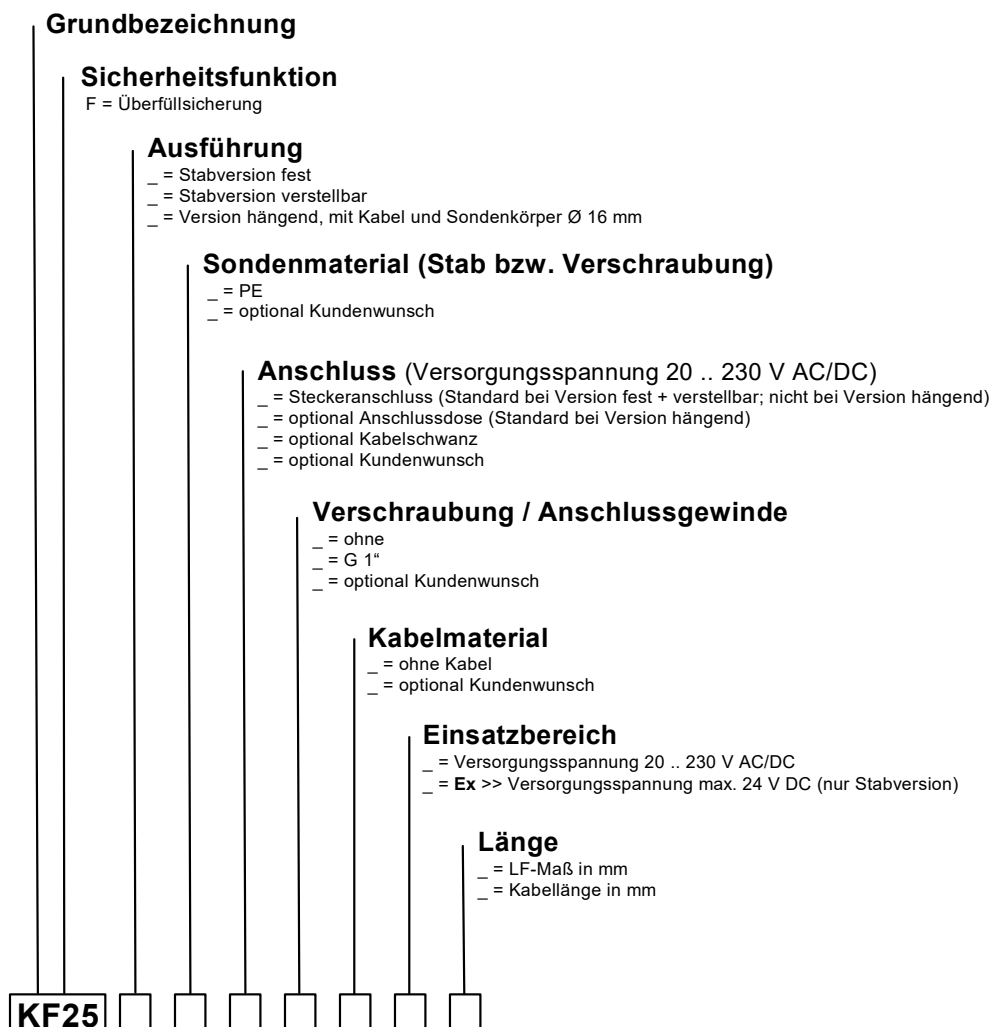 Grundbezeichnung
Sicherheitsfunktion
F = Überfüllsicherung
Ausführung
_ = Stabversion fest
_ = Stabversion verstellbar
_ = Version hängend, mit Kabel und Sondenkörper Ø 16 mm
Sondenmaterial (Stab bzw. Verschraubung)
_ = PE
_ = optional Kundenwunsch
Anschluss (Versorgungsspannung 20 .. 230 V AC/DC)
_ = Steckeranschluss (Standard bei Version fest + verstellbar; nicht bei Version hängend)
_ = optional Anschlussdose (Standard bei Version hängend)
_ = optional Kabelschwanz
_ = optional Kundenwunsch
Verschraubung / Anschlussgewinde
_ = ohne
_ = G 1“
_ = optional Kundenwunsch
Kabelmaterial
_ = ohne Kabel
_ = optional Kundenwunsch
Einsatzbereich
_ = Versorgungsspannung 20 .. 230 V AC/DC
_ = Ex >> Versorgungsspannung max. 24 V DC (nur Stabversion)
Länge
_ = LF-Maß in mm
_ = Kabellänge in mm
KF25